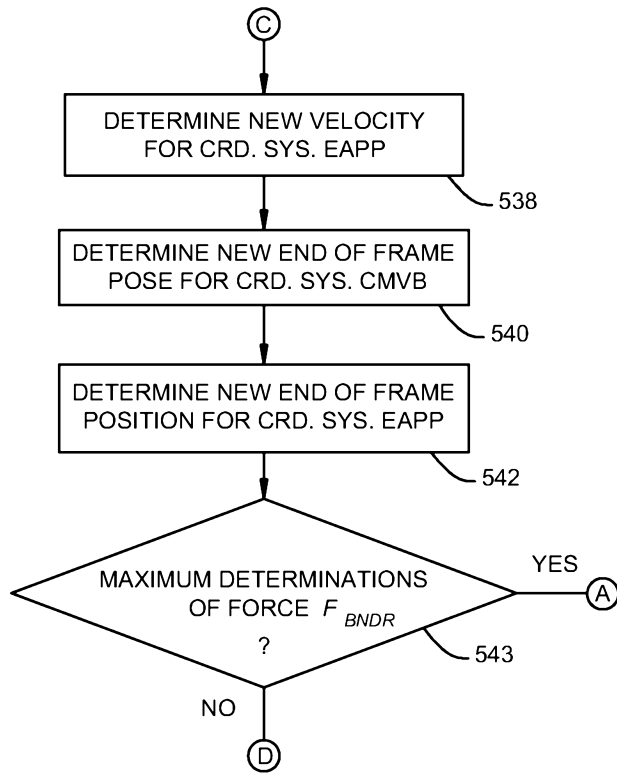 C
DETERMINE NEW VELOCITY
FOR CRD. SYS. EAPP
538
DETERMINE NEW END OF FRAME
POSE FOR CRD. SYS. CMVB
540
DETERMINE NEW END OF FRAME
POSITION FOR CRD. SYS. EAPP
542
MAXIMUM DETERMINATIONS
OF FORCE F BNDR
?
YES
A
543
NO
D